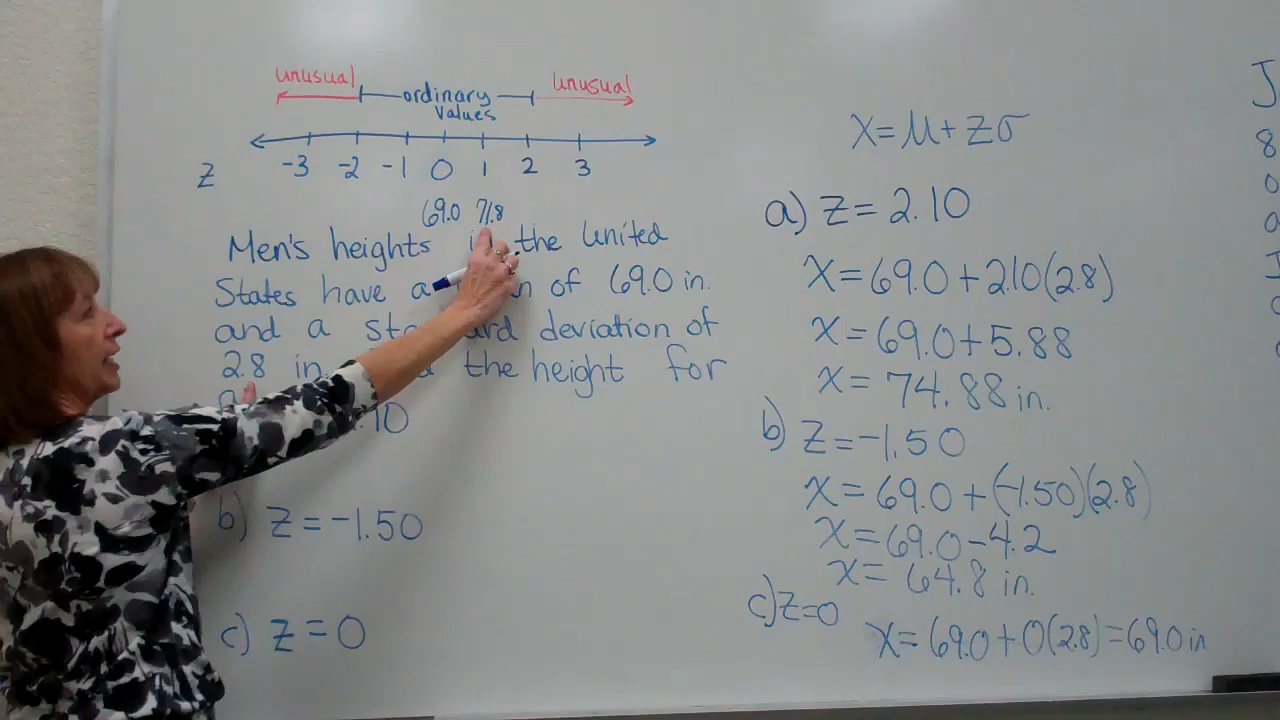 unusual
ordinary
values
unusual
-3 -2 -1 0 1 2 3
z
69.0 71.8
Men's heights the United
States have of 69.0 in.
and a deviation of
2.8 in. the height for
.10
b) z = -1.50
c) z = 0
x = μ + zσ
a) z = 2.10
x = 69.0 + 2.10(2.8)
x = 69.0 + 5.88
x = 74.88 in.
b) z = -1.50
x = 69.0 + (-1.50)(2.8)
x = 69.0 - 4.2
x = 64.8 in.
c) z = 0
x = 69.0 + 0(2.8) = 69.0 in
J
8